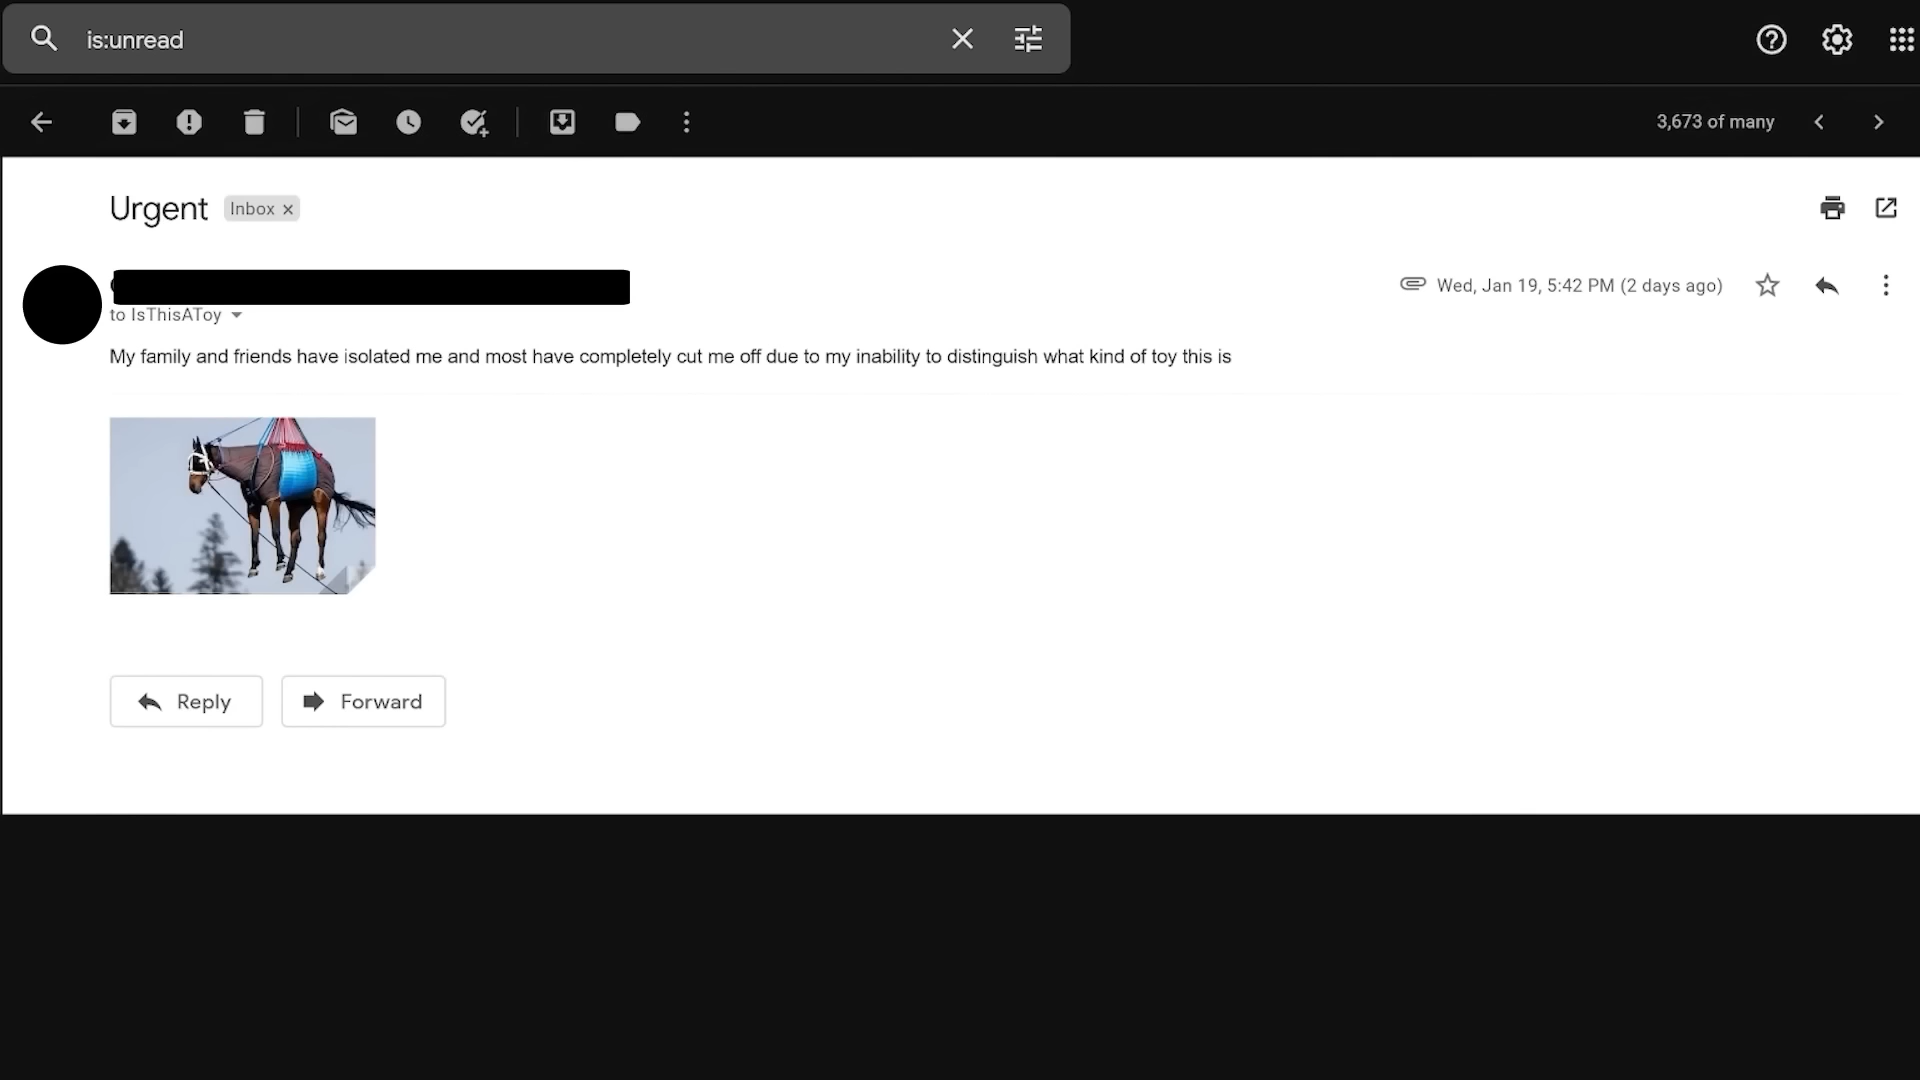 is:unread
3,673 of many
Urgent Inbox ×
Wed, Jan 19, 5:42 PM (2 days ago)
to IsThisAToy
My family and friends have isolated me and most have completely cut me off due to my inability to distinguish what kind of toy this is
Reply Forward